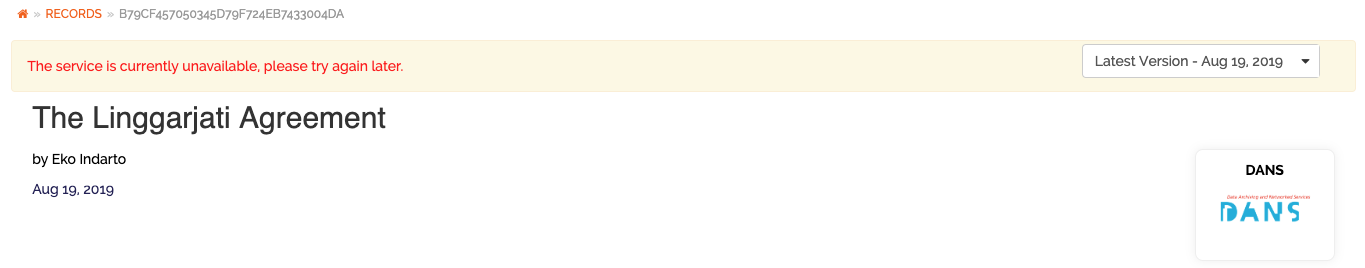 » RECORDS » B79CF457050345D79F724EB7433004DA
The service is currently unavailable, please try again later.
Latest Version - Aug 19, 2019
The Linggarjati Agreement
by Eko Indarto
Aug 19, 2019
DANS
Data Archiving and Networked Services
DANS